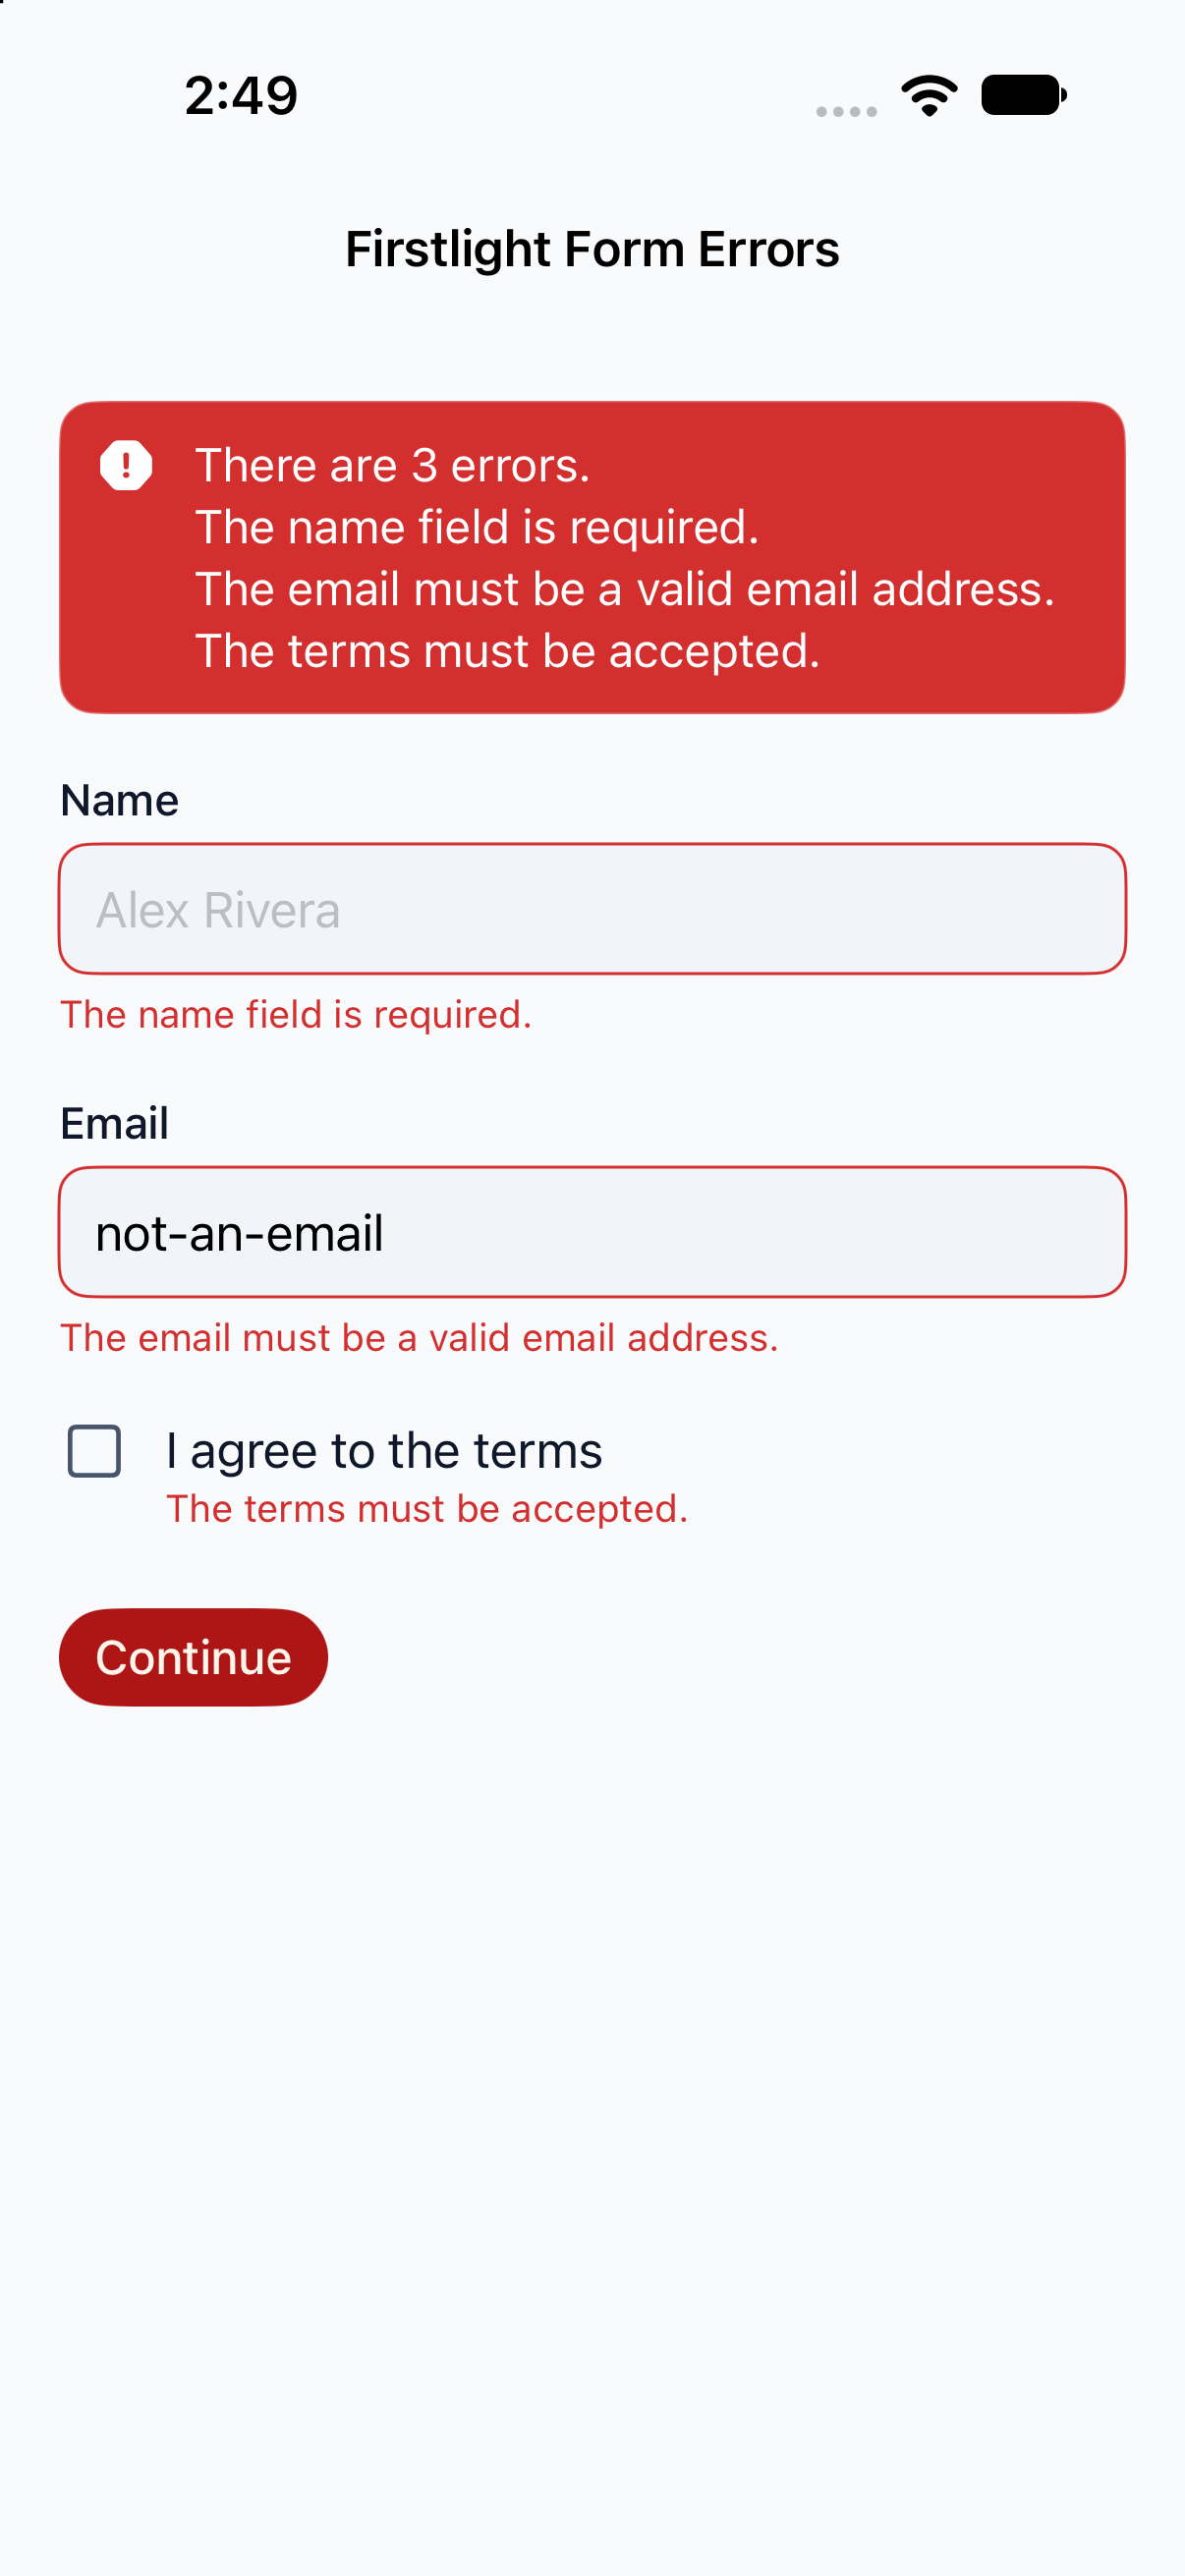 2:49
Firstlight Form Errors
There are 3 errors.
The name field is required.
The email must be a valid email address.
The terms must be accepted.
Name
Alex Rivera
The name field is required.
Email
not-an-email
The email must be a valid email address.
I agree to the terms
The terms must be accepted.
Continue